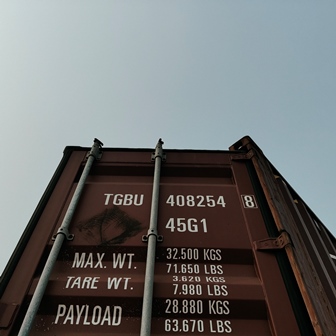 TGBU 408254 8
45G1
MAX. WT. 32.500 KGS
71.650 LBS
TARE WT. 3.620 KGS
7.980 LBS
PAYLOAD 28.880 KGS
63.670 LBS